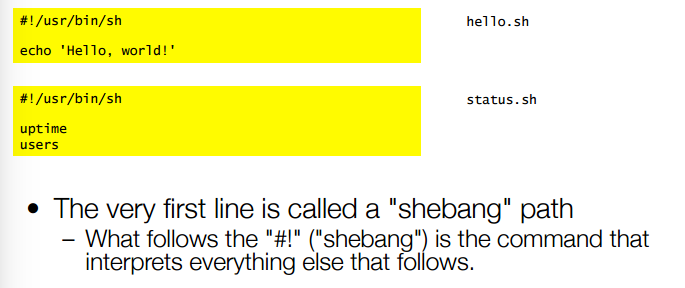 #!/usr/bin/sh
hello.sh
echo 'Hello, world!'
#!/usr/bin/sh
status.sh
uptime
users
• The very first line is called a "shebang" path
– What follows the "#!" ("shebang") is the command that
interprets everything else that follows.